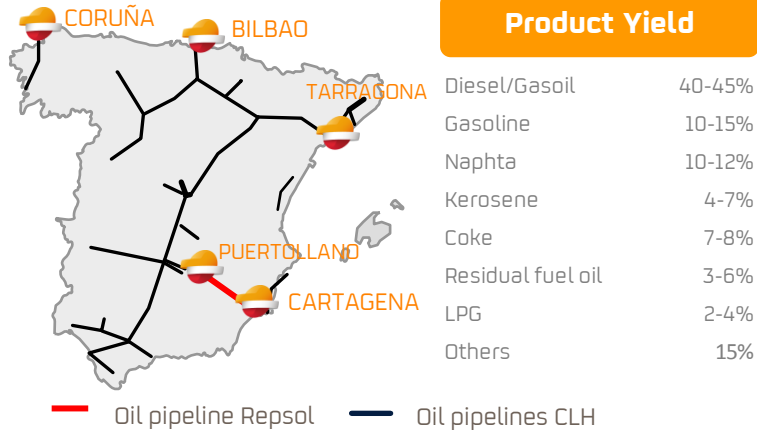 CORUÑA
BILBAO
TARRAGONA
PUERTOLLANO
CARTAGENA
Oil pipeline Repsol
Oil pipelines CLH
Product Yield
Diesel/Gasoil 40-45%
Gasoline 10-15%
Naphta 10-12%
Kerosene 4-7%
Coke 7-8%
Residual fuel oil 3-6%
LPG 2-4%
Others 15%